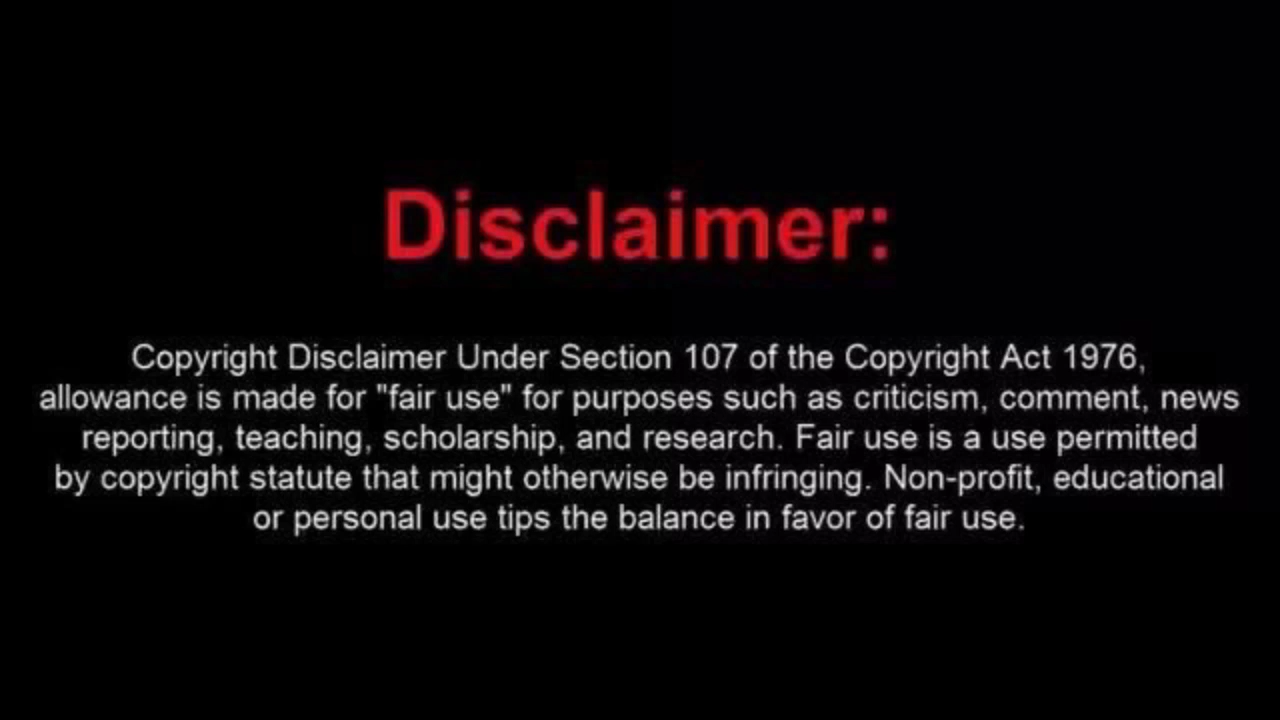 Disclaimer:
Copyright Disclaimer Under Section 107 of the Copyright Act 1976,
allowance is made for "fair use" for purposes such as criticism, comment, news
reporting, teaching, scholarship, and research. Fair use is a use permitted
by copyright statute that might otherwise be infringing. Non-profit, educational
or personal use tips the balance in favor of fair use.